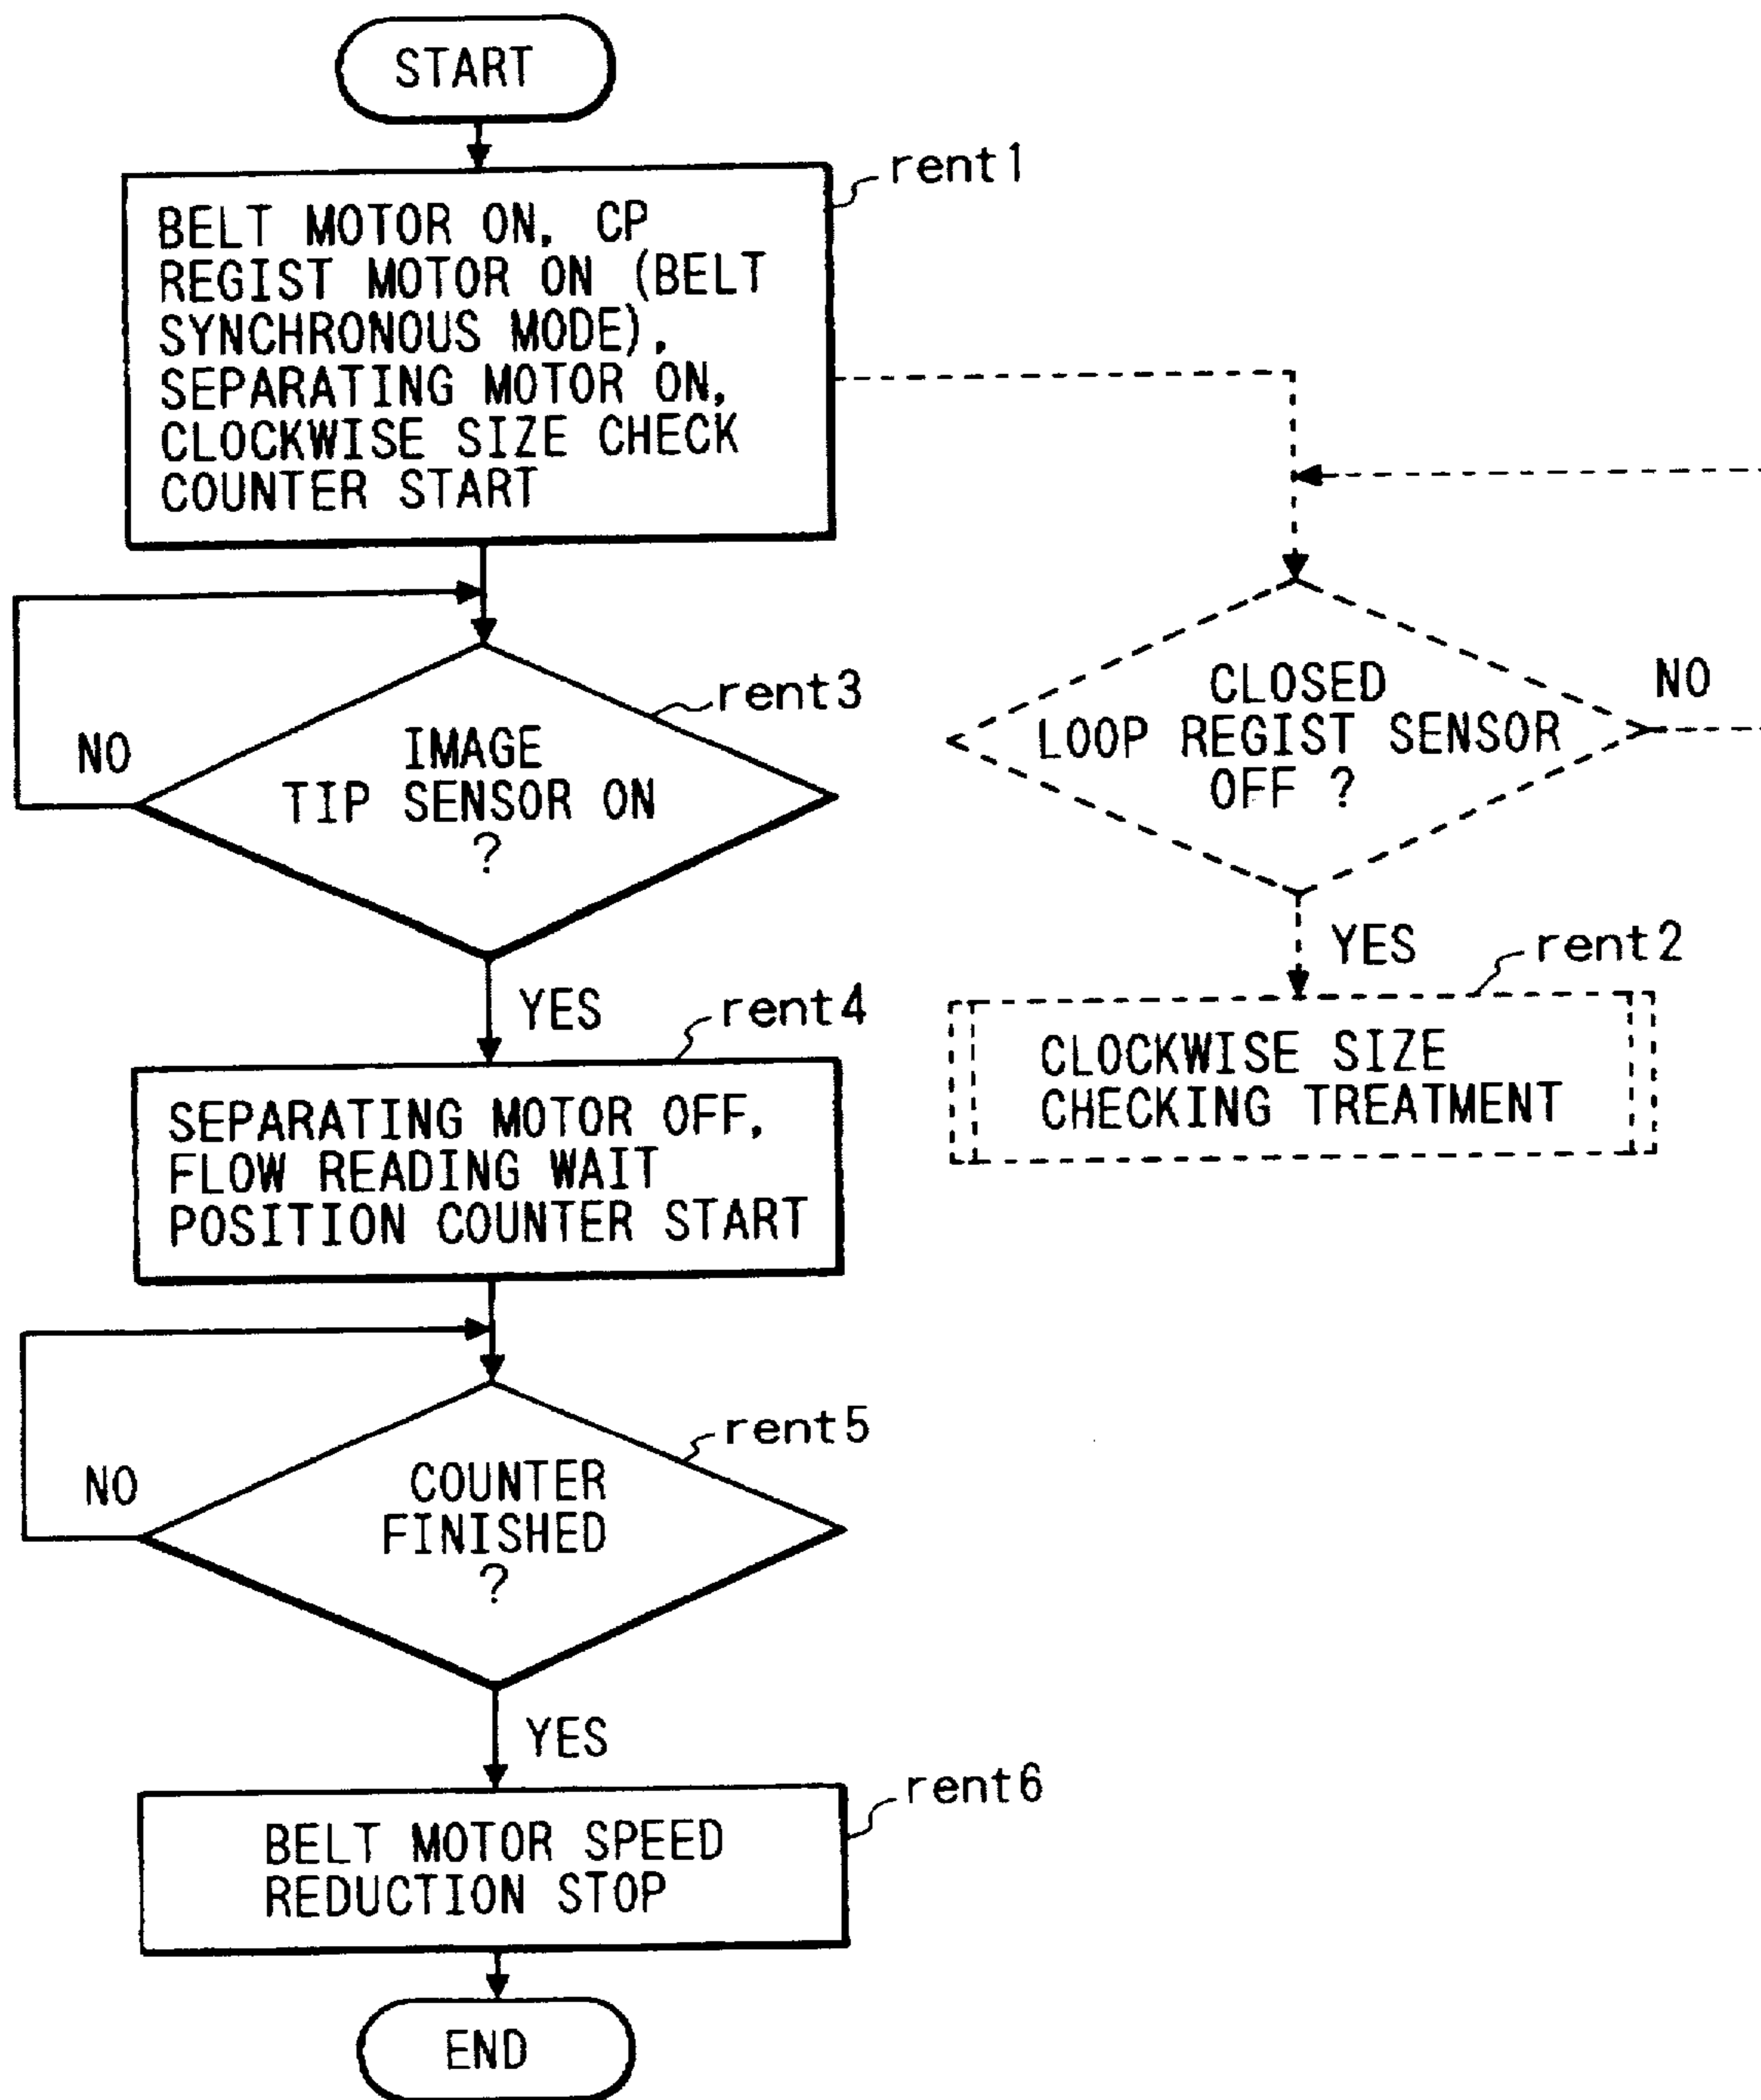 START
rent1
BELT MOTOR ON, CP
REGIST MOTOR ON (BELT
SYNCHRONOUS MODE),
SEPARATING MOTOR ON,
CLOCKWISE SIZE CHECK
COUNTER START
rent3
IMAGE
TIP SENSOR ON
?
NO
YES
CLOSED
LOOP REGIST SENSOR
OFF ?
NO
YES
rent2
CLOCKWISE SIZE
CHECKING TREATMENT
rent4
SEPARATING MOTOR OFF,
FLOW READING WAIT
POSITION COUNTER START
rent5
COUNTER
FINISHED
?
NO
YES
rent6
BELT MOTOR SPEED
REDUCTION STOP
END